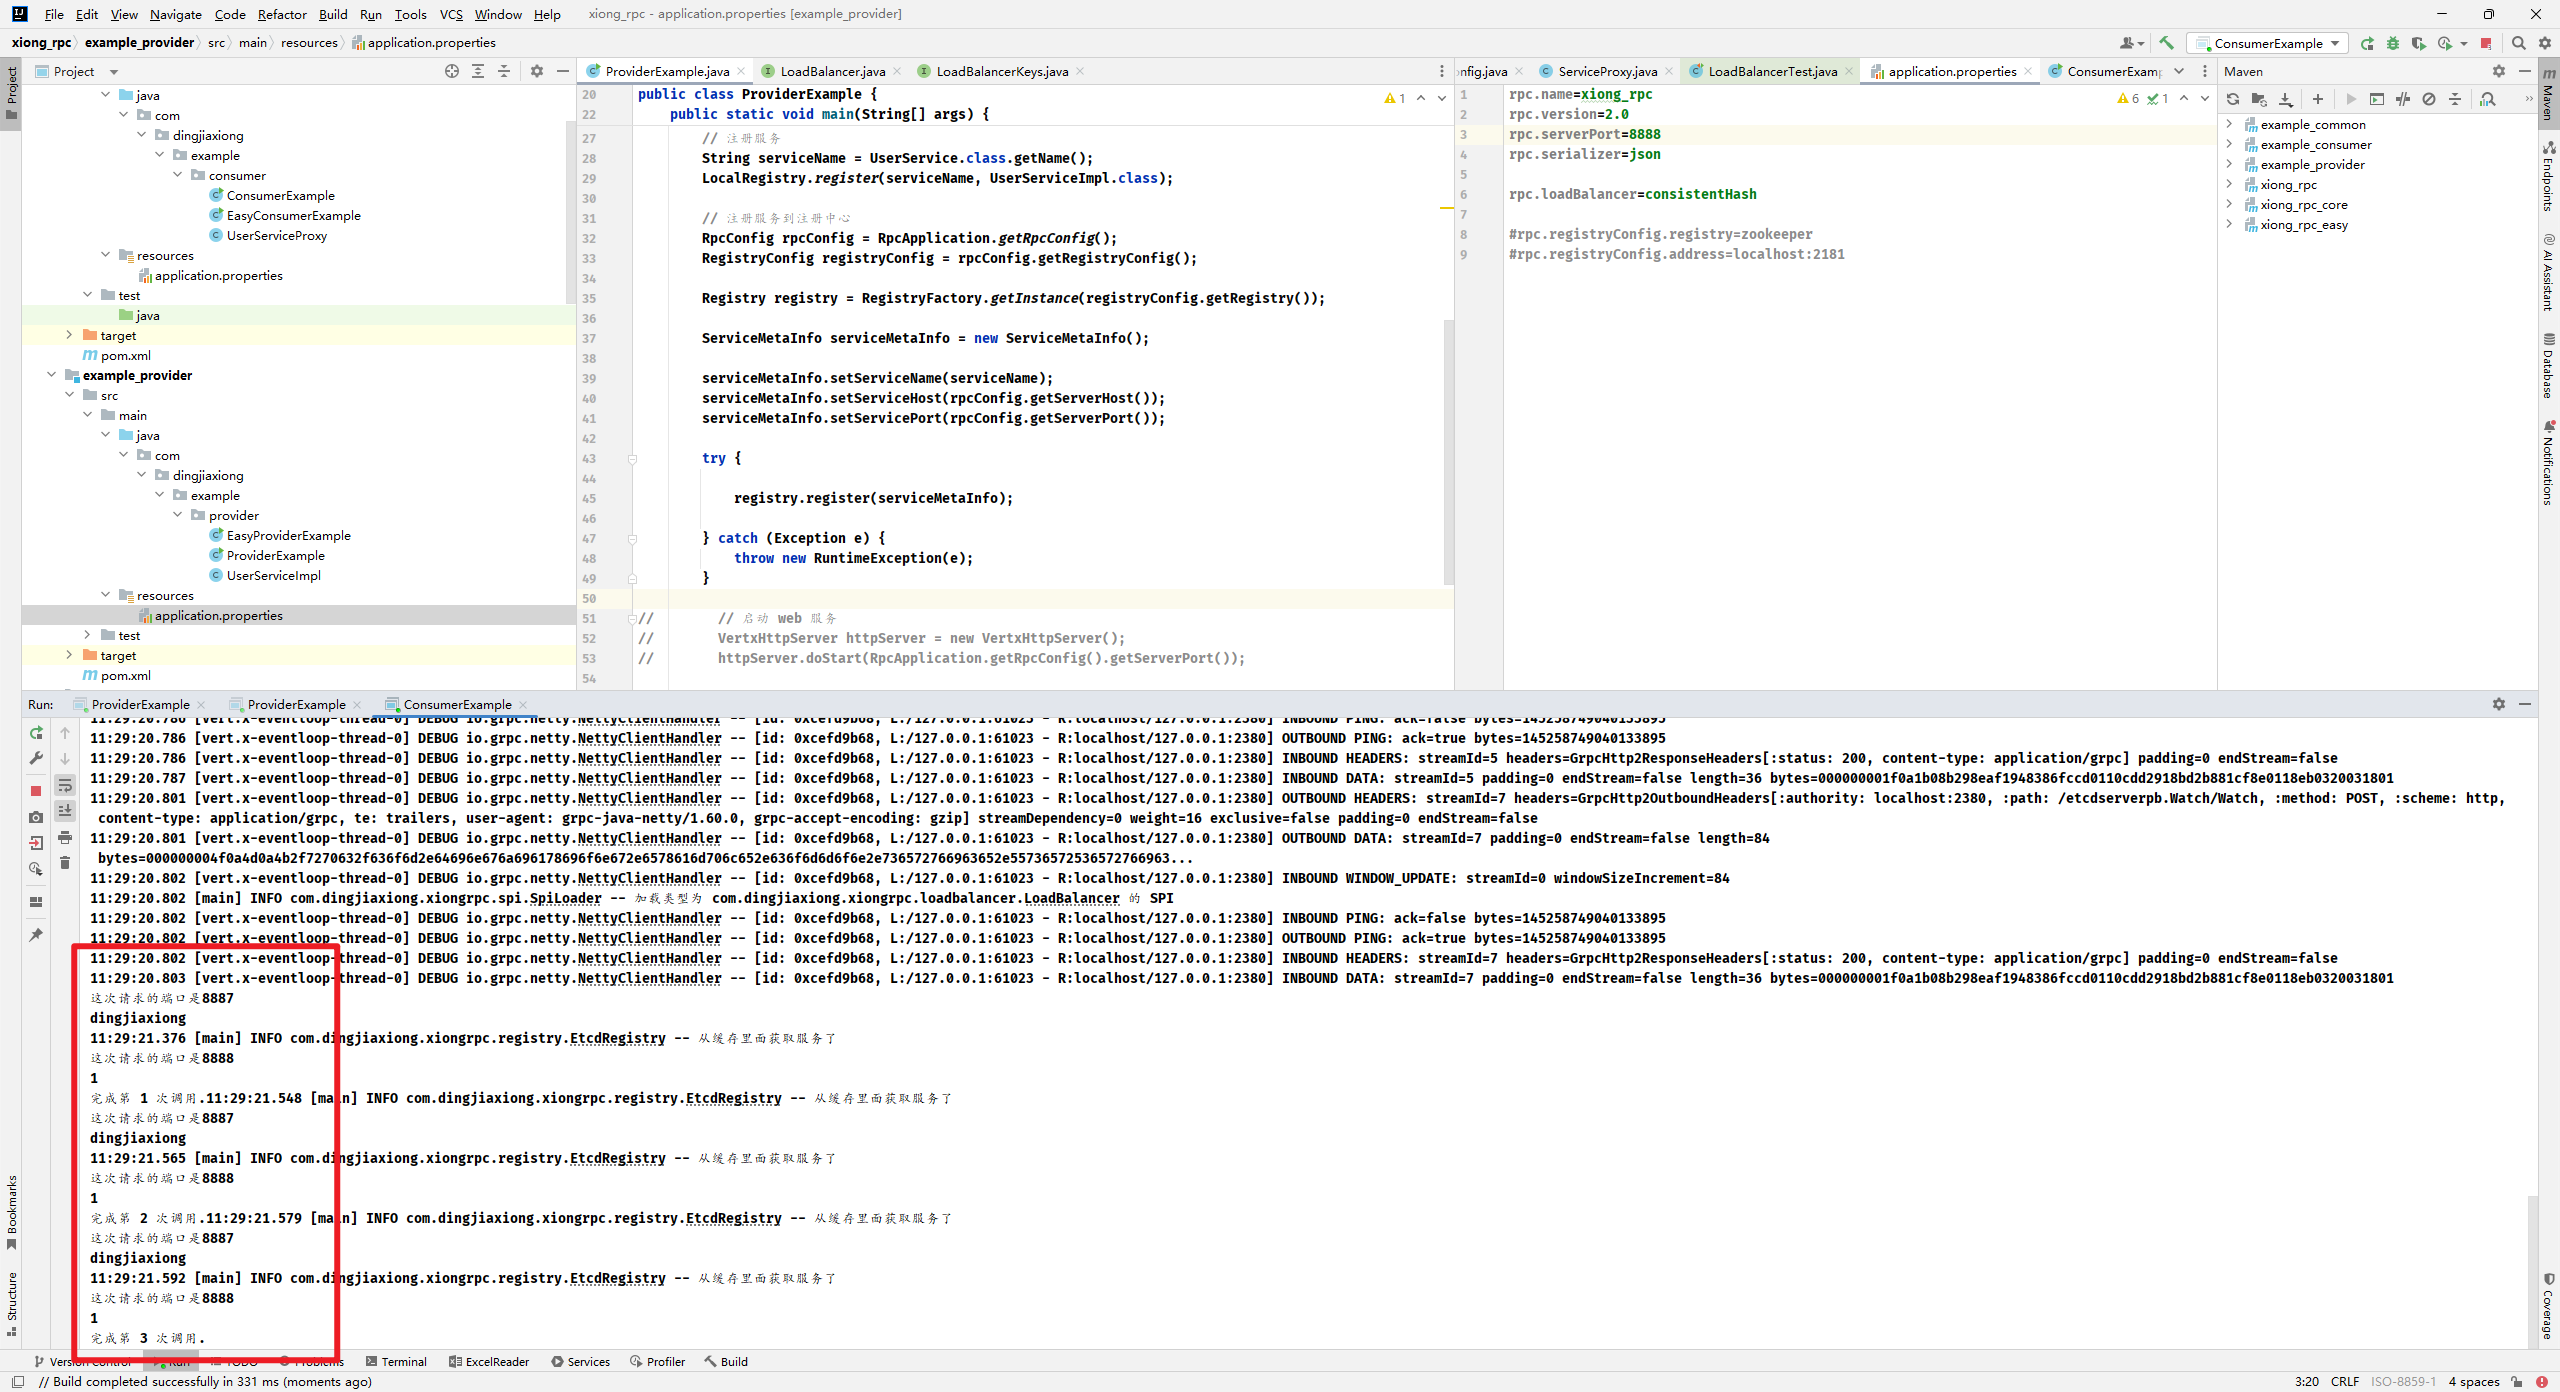 File Edit View Navigate Code Refactor Build Run Tools VCS Window Help xiong_rpc - application.properties [example_provider]
xiong_rpc example_provider src main resources application.properties
ConsumerExample
Project
ProviderExample.java LoadBalancer.java LoadBalancerKeys.java
nfig.java ServiceProxy.java LoadBalancerTest.java application.properties ConsumerExam
Maven
java
com
dingjiaxiong
example
consumer
ConsumerExample
EasyConsumerExample
UserServiceProxy
resources
application.properties
test
java
target
pom.xml
example_provider
src
main
java
com
dingjiaxiong
example
provider
EasyProviderExample
ProviderExample
UserServiceImpl
resources
application.properties
test
target
pom.xml
20 public class ProviderExample {
22 public static void main(String[] args) {
27 // 注册服务
28 String serviceName = UserService.class.getName();
29 LocalRegistry.register(serviceName, UserServiceImpl.class);
30
31 // 注册服务到注册中心
32 RpcConfig rpcConfig = RpcApplication.getRpcConfig();
33 RegistryConfig registryConfig = rpcConfig.getRegistryConfig();
34
35 Registry registry = RegistryFactory.getInstance(registryConfig.getRegistry());
36
37 ServiceMetaInfo serviceMetaInfo = new ServiceMetaInfo();
38
39 serviceMetaInfo.setServiceName(serviceName);
40 serviceMetaInfo.setServiceHost(rpcConfig.getServerHost());
41 serviceMetaInfo.setServicePort(rpcConfig.getServerPort());
42
43 try {
44
45 registry.register(serviceMetaInfo);
46
47 } catch (Exception e) {
48 throw new RuntimeException(e);
49 }
50
51 // // 启动 web 服务
52 // VertxHttpServer httpServer = new VertxHttpServer();
53 // httpServer.doStart(RpcApplication.getRpcConfig().getServerPort());
54
1
1 rpc.name=xiong_rpc
2 rpc.version=2.0
3 rpc.serverPort=8888
4 rpc.serializer=json
5
6 rpc.loadBalancer=consistentHash
7
8 #rpc.registryConfig.registry=zookeeper
9 #rpc.registryConfig.address=localhost:2181
6 1
example_common
example_consumer
example_provider
xiong_rpc
xiong_rpc_core
xiong_rpc_easy
Project
Bookmarks
Structure
Maven
Endpoints
AI Assistant
Database
Notifications
Coverage
Run: ProviderExample ProviderExample ConsumerExample
11:29:20.786 [vert.x-eventloop-thread-0] DEBUG io.grpc.netty.NettyClientHandler -- [id: 0xcefd9b68, L:/127.0.0.1:61023 - R:localhost/127.0.0.1:2380] INBOUND PING: ack=false bytes=145258749040133895
11:29:20.786 [vert.x-eventloop-thread-0] DEBUG io.grpc.netty.NettyClientHandler -- [id: 0xcefd9b68, L:/127.0.0.1:61023 - R:localhost/127.0.0.1:2380] OUTBOUND PING: ack=true bytes=145258749040133895
11:29:20.786 [vert.x-eventloop-thread-0] DEBUG io.grpc.netty.NettyClientHandler -- [id: 0xcefd9b68, L:/127.0.0.1:61023 - R:localhost/127.0.0.1:2380] INBOUND HEADERS: streamId=5 headers=GrpcHttp2ResponseHeaders[:status: 200, content-type: application/grpc] padding=0 endStream=false
11:29:20.787 [vert.x-eventloop-thread-0] DEBUG io.grpc.netty.NettyClientHandler -- [id: 0xcefd9b68, L:/127.0.0.1:61023 - R:localhost/127.0.0.1:2380] INBOUND DATA: streamId=5 padding=0 endStream=false length=36 bytes=000000001f0a1b08b298eaf1948386fccd0110cdd2918bd2b881cf8e0118eb0320031801
11:29:20.801 [vert.x-eventloop-thread-0] DEBUG io.grpc.netty.NettyClientHandler -- [id: 0xcefd9b68, L:/127.0.0.1:61023 - R:localhost/127.0.0.1:2380] OUTBOUND HEADERS: streamId=7 headers=GrpcHttp2OutboundHeaders[:authority: localhost:2380, :path: /etcdserverpb.Watch/Watch, :method: POST, :scheme: http,
content-type: application/grpc, te: trailers, user-agent: grpc-java-netty/1.60.0, grpc-accept-encoding: gzip] streamDependency=0 weight=16 exclusive=false padding=0 endStream=false
11:29:20.801 [vert.x-eventloop-thread-0] DEBUG io.grpc.netty.NettyClientHandler -- [id: 0xcefd9b68, L:/127.0.0.1:61023 - R:localhost/127.0.0.1:2380] OUTBOUND DATA: streamId=7 padding=0 endStream=false length=84
bytes=000000004f0a4d0a4b2f7270632f636f6d2e64696e676a696178696f6e672e6578616d706c652e636f6d6d6f6e2e736572766963652e55736572536572766963...
11:29:20.802 [vert.x-eventloop-thread-0] DEBUG io.grpc.netty.NettyClientHandler -- [id: 0xcefd9b68, L:/127.0.0.1:61023 - R:localhost/127.0.0.1:2380] INBOUND WINDOW_UPDATE: streamId=0 windowSizeIncrement=84
11:29:20.802 [main] INFO com.dingjiaxiong.xiongrpc.spi.SpiLoader -- 加载类型为 com.dingjiaxiong.xiongrpc.loadbalancer.LoadBalancer 的 SPI
11:29:20.802 [vert.x-eventloop-thread-0] DEBUG io.grpc.netty.NettyClientHandler -- [id: 0xcefd9b68, L:/127.0.0.1:61023 - R:localhost/127.0.0.1:2380] INBOUND PING: ack=false bytes=145258749040133895
11:29:20.802 [vert.x-eventloop-thread-0] DEBUG io.grpc.netty.NettyClientHandler -- [id: 0xcefd9b68, L:/127.0.0.1:61023 - R:localhost/127.0.0.1:2380] OUTBOUND PING: ack=true bytes=145258749040133895
11:29:20.802 [vert.x-eventloop-thread-0] DEBUG io.grpc.netty.NettyClientHandler -- [id: 0xcefd9b68, L:/127.0.0.1:61023 - R:localhost/127.0.0.1:2380] INBOUND HEADERS: streamId=7 headers=GrpcHttp2ResponseHeaders[:status: 200, content-type: application/grpc] padding=0 endStream=false
11:29:20.803 [vert.x-eventloop-thread-0] DEBUG io.grpc.netty.NettyClientHandler -- [id: 0xcefd9b68, L:/127.0.0.1:61023 - R:localhost/127.0.0.1:2380] INBOUND DATA: streamId=7 padding=0 endStream=false length=36 bytes=000000001f0a1b08b298eaf1948386fccd0110cdd2918bd2b881cf8e0118eb0320031801
这次请求的端口是8887
dingjiaxiong
11:29:21.376 [main] INFO com.dingjiaxiong.xiongrpc.registry.EtcdRegistry -- 从缓存里面获取服务了
这次请求的端口是8888
1
完成第 1 次调用.11:29:21.548 [main] INFO com.dingjiaxiong.xiongrpc.registry.EtcdRegistry -- 从缓存里面获取服务了
这次请求的端口是8887
dingjiaxiong
11:29:21.565 [main] INFO com.dingjiaxiong.xiongrpc.registry.EtcdRegistry -- 从缓存里面获取服务了
这次请求的端口是8888
1
完成第 2 次调用.11:29:21.579 [main] INFO com.dingjiaxiong.xiongrpc.registry.EtcdRegistry -- 从缓存里面获取服务了
这次请求的端口是8887
dingjiaxiong
11:29:21.592 [main] INFO com.dingjiaxiong.xiongrpc.registry.EtcdRegistry -- 从缓存里面获取服务了
这次请求的端口是8888
1
完成第 3 次调用.
Version Control Run TODO Problems Terminal ExcelReader Services Profiler Build
// Build completed successfully in 331 ms (moments ago)
3:20 CRLF ISO-8859-1 4 spaces